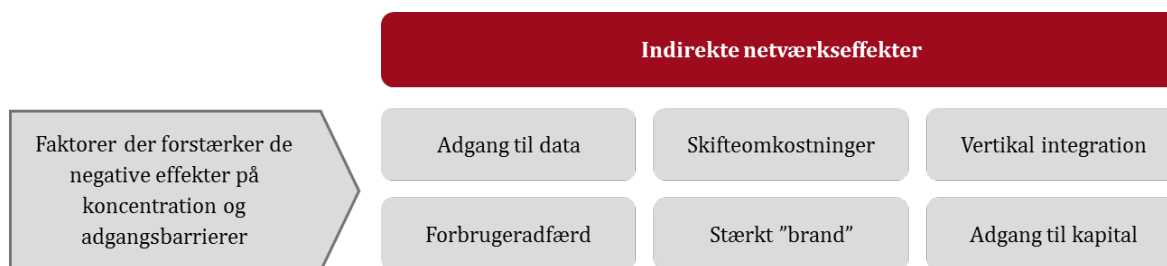 Indirekte netværkseffekter
Faktorer der forstærker de
negative effekter på
koncentration og
adgangsbarrierer
Adgang til data
Skifteomkostninger
Vertikal integration
Forbrugeradfærd
Stærkt ”brand”
Adgang til kapital